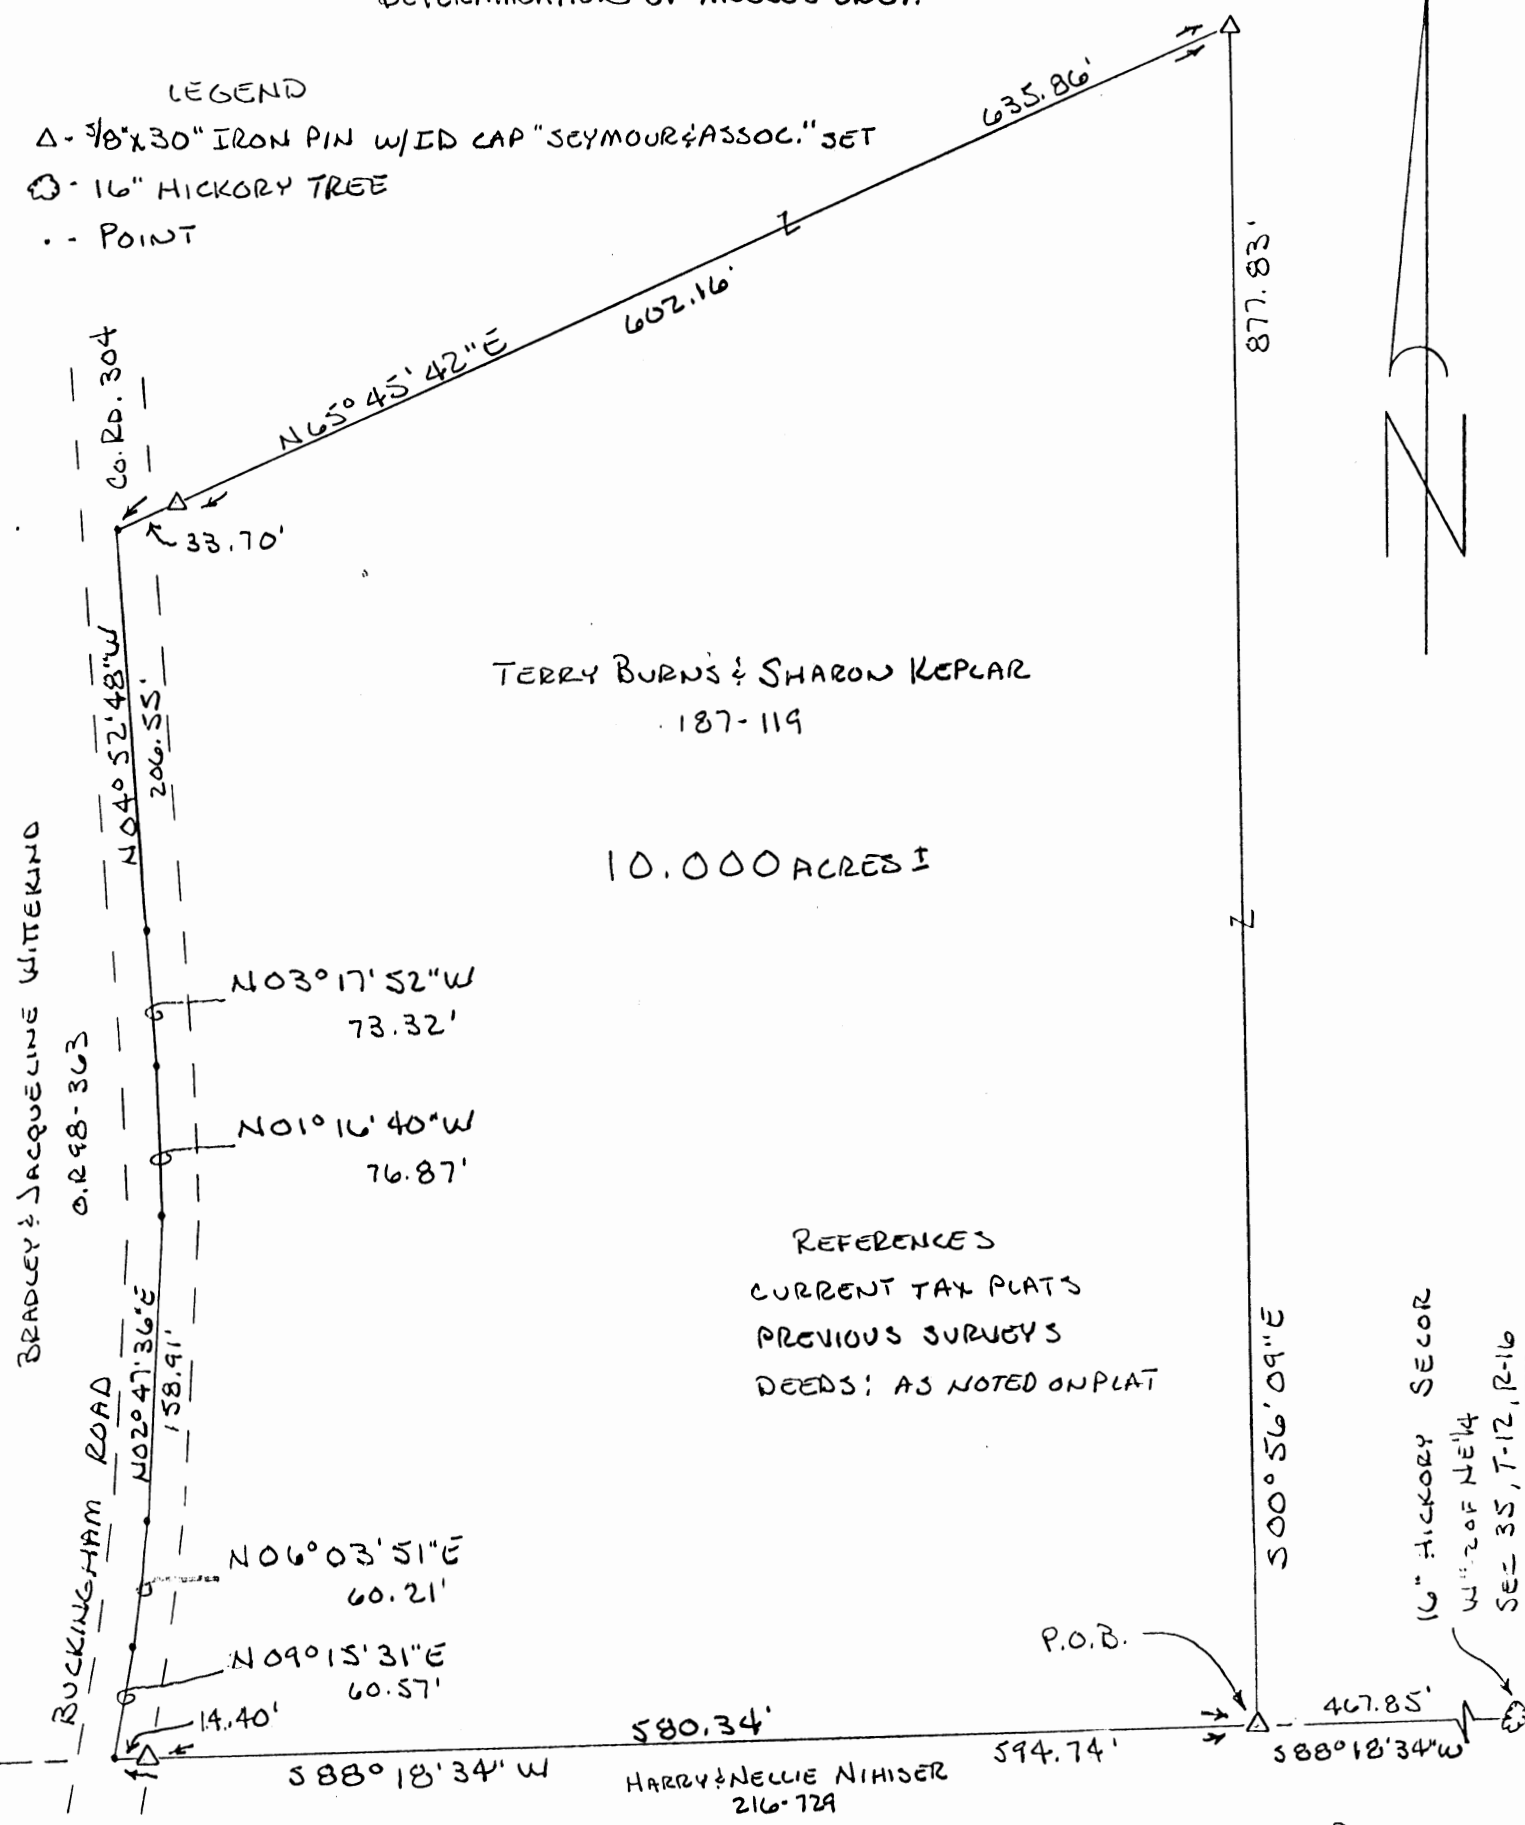 LEGEND
△ - 5/8"x30" IRON PIN W/ID CAP "SEYMOUR & ASSOC." SET
- 16" HICKORY TREE
• - POINT
635.86'
602.16'
N65°45'42"E
877.83'
N
Co. RD. 304
33.70'
N04°52'48"W
206.55'
TERRY BURNS & SHARON KEPLAR
187-119
10.000 ACRES ±
BRADLEY & JACQUELINE WITTEKIND
O.R 98-363
N03°17'52"W
73.32'
N01°16'40"W
76.87'
REFERENCES
CURRENT TAX PLATS
PREVIOUS SURVEYS
DEEDS: AS NOTED ON PLAT
N02°47'36"E
158.91'
BUCKINGHAM ROAD
S00°56'09"E
16" HICKORY SECOR
OF NE1/4
SEC 35, T-12, R-16
N06°03'51"E
60.21'
N09°15'31"E
60.57'
14.40'
P.O.B.
580.34'
467.85'
S88°18'34"W
594.74'
S88°18'34"W
HARRY & NELLIE NIHISER
216-729